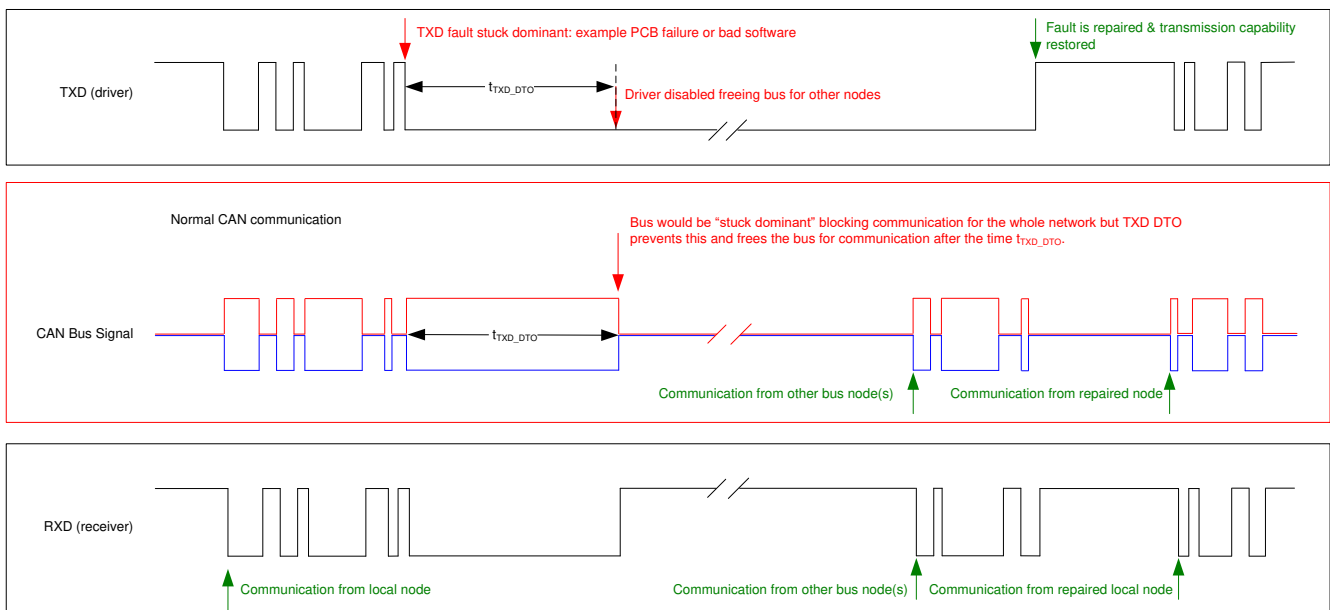 TXD fault stuck dominant: example PCB failure or bad software
Fault is repaired & transmission capability
restored
TXD (driver)
tTXD_DTO
Driver disabled freeing bus for other nodes
Normal CAN communication
Bus would be “stuck dominant” blocking communication for the whole network but TXD DTO
prevents this and frees the bus for communication after the time tTXD_DTO.
CAN Bus Signal
tTXD_DTO
Communication from other bus node(s)
Communication from repaired node
RXD (receiver)
Communication from local node
Communication from other bus node(s)
Communication from repaired local node